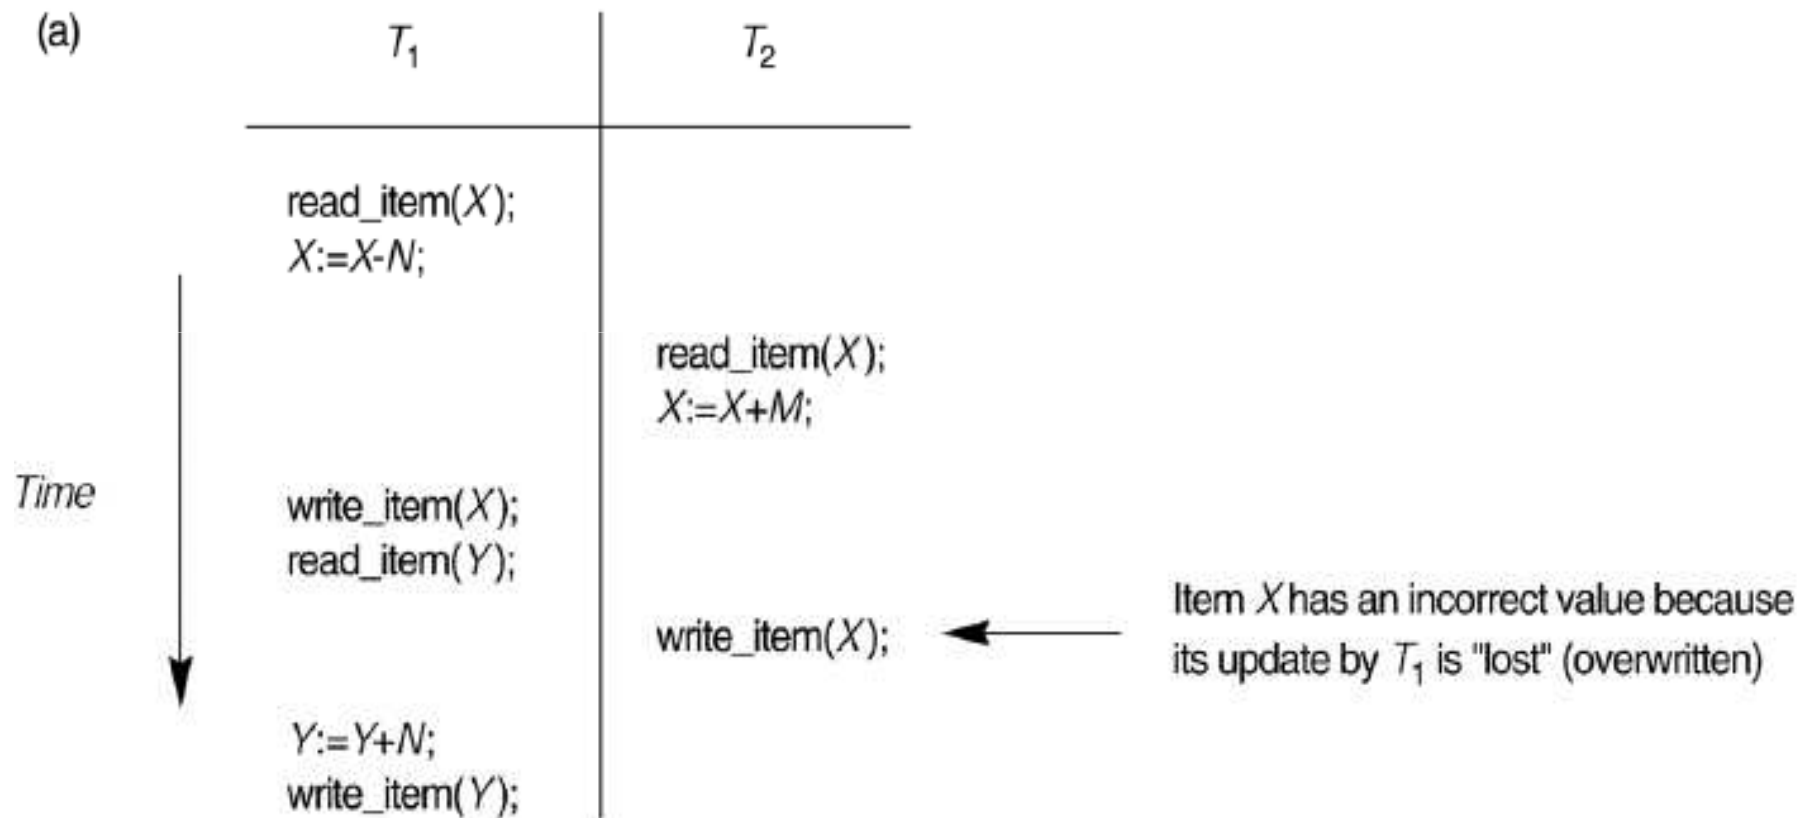 (a)
T₁ T₂
read_item(X);
X:=X-N;
read_item(X);
X:=X+M;
Time
write_item(X);
read_item(Y);
write_item(X);
Item X has an incorrect value because
its update by T₁ is "lost" (overwritten)
Y:=Y+N;
write_item(Y);